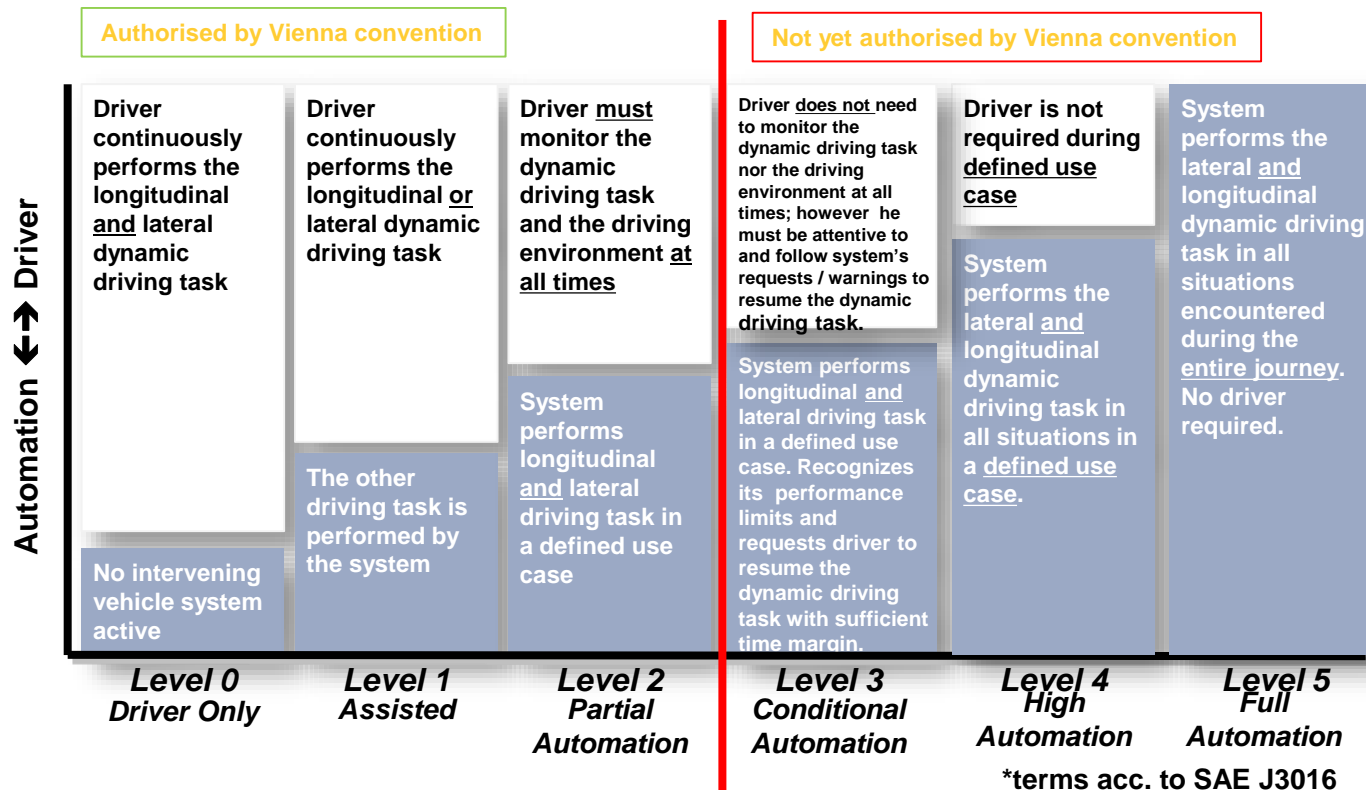 Authorised by Vienna convention
Not yet authorised by Vienna convention
Automation ←→ Driver
Driver
continuously
performs the
longitudinal
and lateral
dynamic
driving task
No intervening
vehicle system
active
Level 0
Driver Only
Driver
continuously
performs the
longitudinal or
lateral dynamic
driving task
The other
driving task is
performed by
the system
Level 1
Assisted
Driver must
monitor the
dynamic
driving task
and the driving
environment at
all times
System
performs
longitudinal
and lateral
driving task in
a defined use
case
Level 2
Partial
Automation
Driver does not need
to monitor the
dynamic driving task
nor the driving
environment at all
times; however he
must be attentive to
and follow system's
requests / warnings to
resume the dynamic
driving task.
System performs
longitudinal and
lateral driving task
in a defined use
case. Recognizes
its performance
limits and
requests driver to
resume the
dynamic driving
task with sufficient
time margin.
Level 3
Conditional
Automation
Driver is not
required during
defined use
case
System
performs the
lateral and
longitudinal
dynamic
driving task in
all situations in
a defined use
case.
Level 4
High
Automation
System
performs the
lateral and
longitudinal
dynamic driving
task in all
situations
encountered
during the
entire journey.
No driver
required.
Level 5
Full
Automation
*terms acc. to SAE J3016